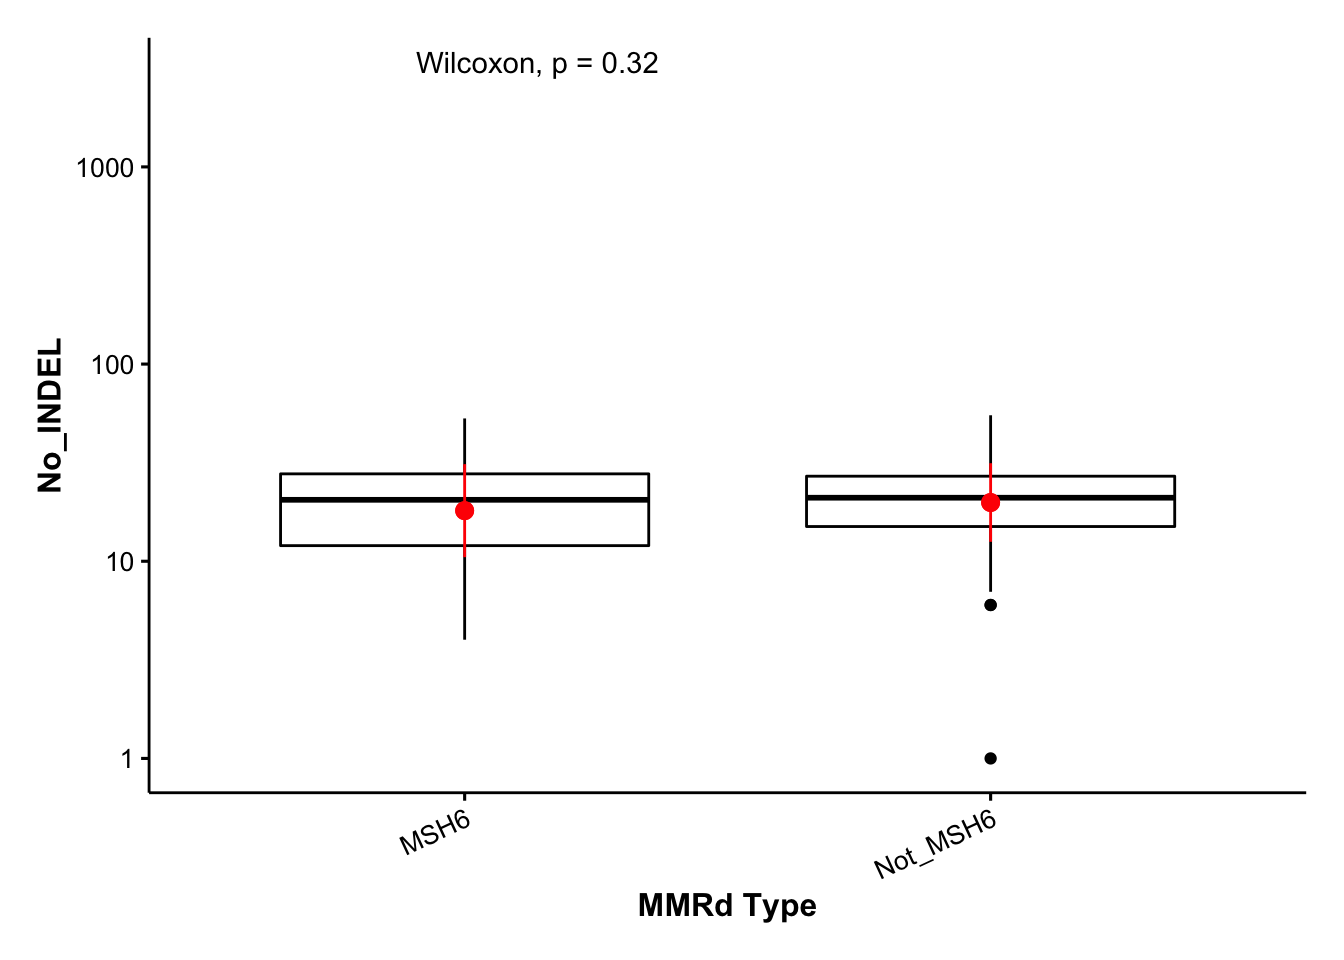 Wilcoxon, p = 0.32
No_INDEL
1000
100
10
1
MSH6
Not_MSH6
MMRd Type